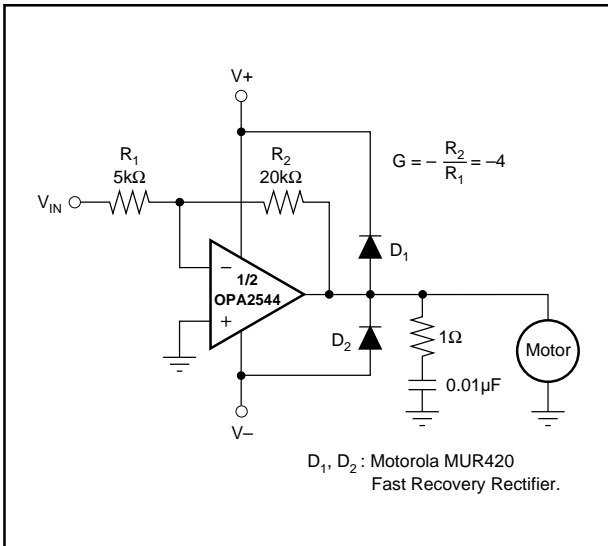 V+
R1
5kΩ
R2
20kΩ
G = – R2/R1 = –4
VIN
–
1/2
OPA2544
+
D1
D2
1Ω
0.01µF
Motor
V–
D1, D2 : Motorola MUR420
Fast Recovery Rectifier.